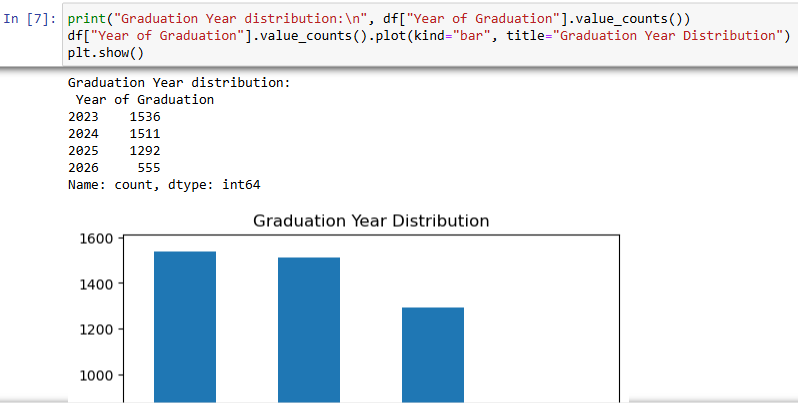 In [7]: print("Graduation Year distribution:\n", df["Year of Graduation"].value_counts())
df["Year of Graduation"].value_counts().plot(kind="bar", title="Graduation Year Distribution")
plt.show()
Graduation Year distribution:
 Year of Graduation
2023    1536
2024    1511
2025    1292
2026     555
Name: count, dtype: int64
Graduation Year Distribution
1600
1400
1200
1000